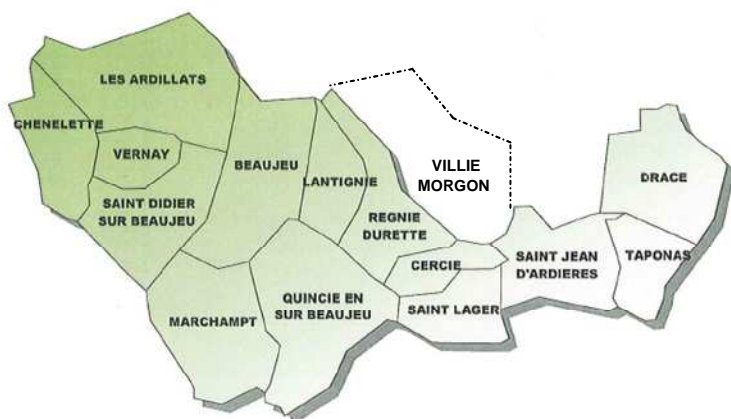 LES ARDILLATS
CHENELETTE
VERNAY
BEAUJEU
LANTIGNIE
VILLIE
MORGON
DRACE
SAINT DIDIER
SUR BEAUJEU
REGNIE
DURETTE
CERCIE
SAINT JEAN
D'ARDIERES
TAPONAS
MARCHAMPT
QUINCIE EN
SUR BEAUJEU
SAINT LAGER